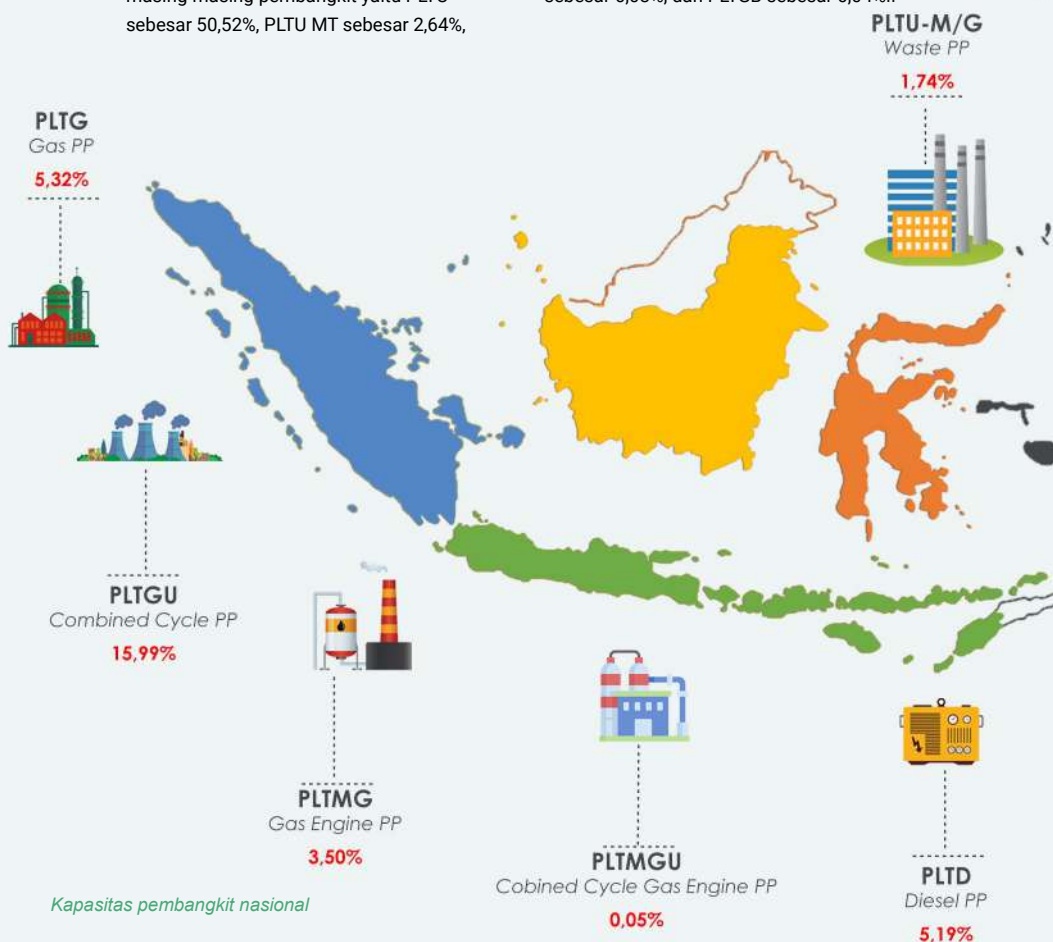 sebesar 50,52%, PLTU MT sebesar 2,64%,
PLTU-M/G
Waste PP
1,74%
PLTG
Gas PP
5,32%
PLTGU
Combined Cycle PP
15,99%
PLTMG
Gas Engine PP
3,50%
PLTMGU
Cobined Cycle Gas Engine PP
0,05%
PLTD
Diesel PP
5,19%
Kapasitas pembangkit nasional